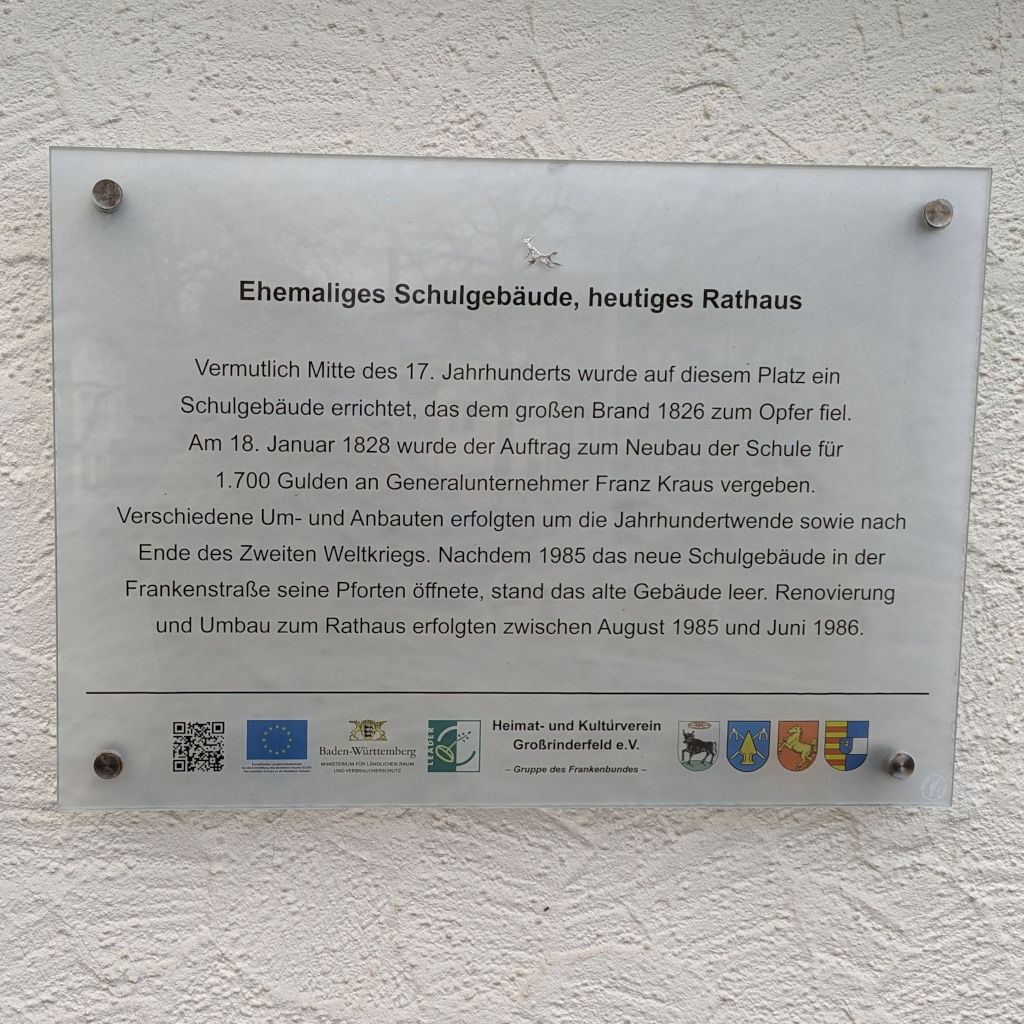 Ehemaliges Schulgebäude, heutiges Rathaus
Vermutlich Mitte des 17. Jahrhunderts wurde auf diesem Platz ein
Schulgebäude errichtet, das dem großen Brand 1826 zum Opfer fiel.
Am 18. Januar 1828 wurde der Auftrag zum Neubau der Schule für
1.700 Gulden an Generalunternehmer Franz Kraus vergeben.
Verschiedene Um- und Anbauten erfolgten um die Jahrhundertwende sowie nach
Ende des Zweiten Weltkriegs. Nachdem 1985 das neue Schulgebäude in der
Frankenstraße seine Pforten öffnete, stand das alte Gebäude leer. Renovierung
und Umbau zum Rathaus erfolgten zwischen August 1985 und Juni 1986.
Baden-Württemberg
MINISTERIUM FÜR LÄNDLICHEN RAUM
UND VERBRAUCHERSCHUTZ
LEADER
Heimat- und Kulturverein
Großrinderfeld e.V.
– Gruppe des Frankenbundes –